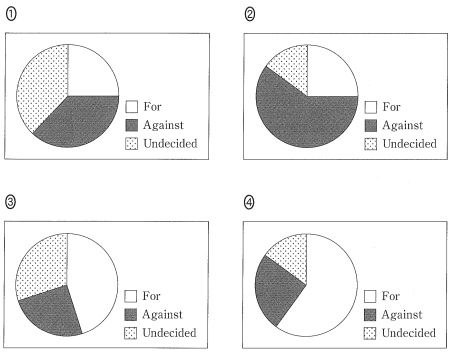 ①
②
For
Against
Undecided
For
Against
Undecided
③
④
For
Against
Undecided
For
Against
Undecided